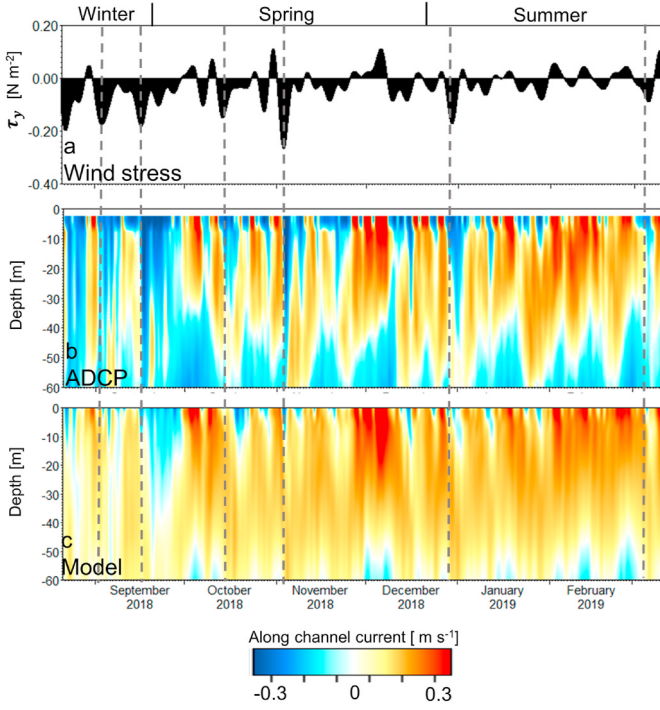 Winter Spring Summer
0.20
0.00
-0.20
-0.40
τy [N m-2]
a
Wind stress
0
-10
-20
-30
-40
-50
-60
Depth [m]
b
ADCP
0
-10
-20
-30
-40
-50
-60
Depth [m]
c
Model
September October November December January February
2018 2018 2018 2018 2019 2019
Along channel current [ m s-1]
-0.3 0 0.3